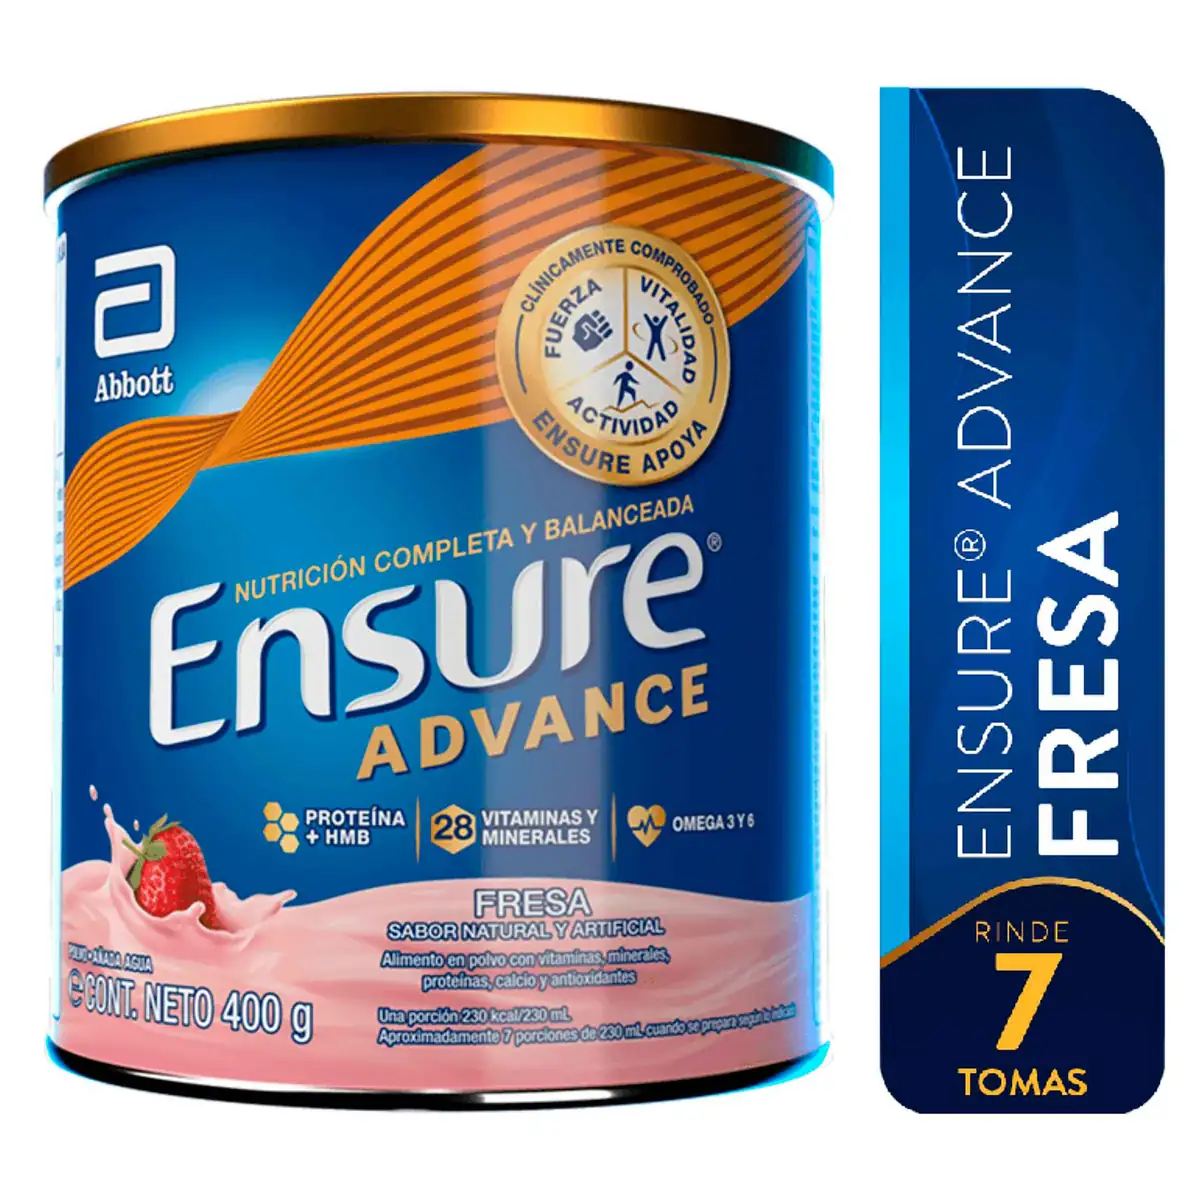 Abbott
CLÍNICAMENTE COMPROBADO
FUERZA
VITALIDAD
ACTIVIDAD
ENSURE APOYA
NUTRICIÓN COMPLETA Y BALANCEADA
Ensure®
ADVANCE
PROTEÍNA
+ HMB
28
VITAMINAS Y
MINERALES
OMEGA 3 Y 6
FRESA
SABOR NATURAL Y ARTIFICIAL
Alimento en polvo con vitaminas, minerales,
proteínas, calcio y antioxidantes
POLVO • AÑADA AGUA
℮ CONT. NETO 400 g
Una porción 230 kcal/230 mL
Aproximadamente 7 porciones de 230 mL cuando se prepara según lo indicado
ENSURE® ADVANCE
FRESA
RINDE
7
TOMAS